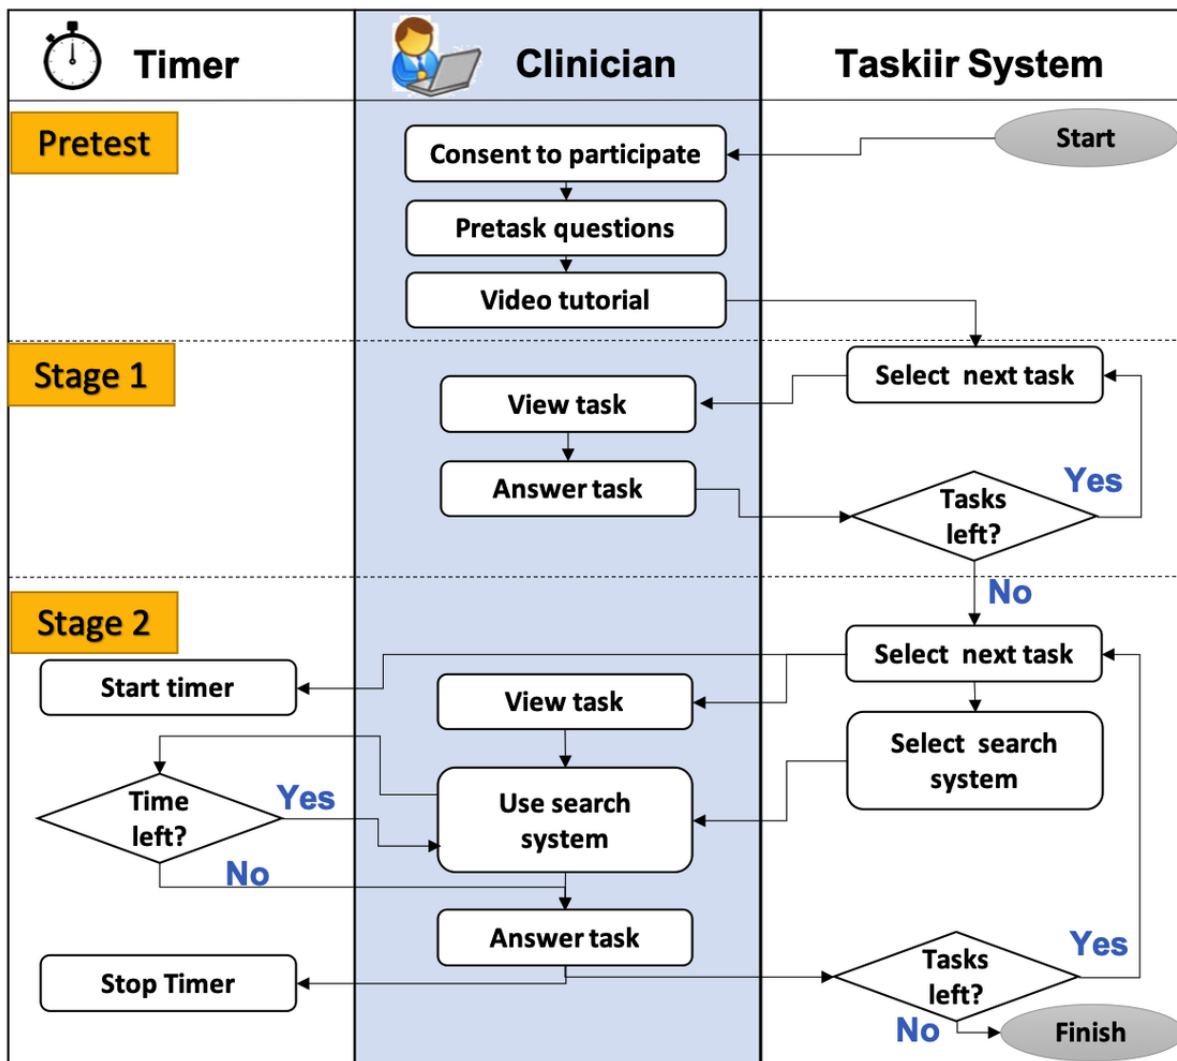 Timer
Clinician
Taskiir System
Pretest
Start
Consent to participate
Pretask questions
Video tutorial
Stage 1
Select next task
View task
Answer task
Tasks
left?
Yes
No
Stage 2
Select next task
Start timer
View task
Select search
system
Time
left?
Yes
Use search
system
No
Answer task
Stop Timer
Tasks
left?
Yes
No
Finish